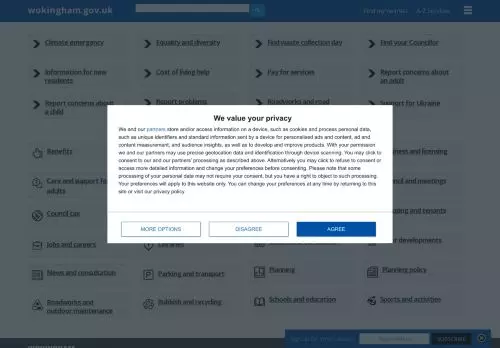 wokingham.gov.uk
Find my nearest
A-Z Services
Climate emergency
Equality and diversity
Find waste collection day
Find your Councillor
Information for new residents
Cost of living help
Pay for services
Report concerns about an adult
Report concerns about a child
Report problems
Roadworks and road
Support for Ukraine
We value your privacy
We and our partners store and/or access information on a device, such as cookies and process personal data,
such as unique identifiers and standard information sent by a device for personalised ads and content, ad and
content measurement, and audience insights, as well as to develop and improve products. With your permission
we and our partners may use precise geolocation data and identification through device scanning. You may click to
consent to our and our partners' processing as described above. Alternatively you may click to refuse to consent or
access more detailed information and change your preferences before consenting. Please note that some
processing of your personal data may not require your consent, but you have a right to object to such processing.
Your preferences will apply to this website only. You can change your preferences at any time by returning to this
site or visit our privacy policy
MORE OPTIONS
DISAGREE
AGREE
Benefits
and licensing
Care and support for adults
and meetings
Council tax
and tenants
Jobs and careers
Libraries
developments
News and consultation
Parking and transport
Planning
Planning policy
Roadworks and outdoor maintenance
Rubbish and recycling
Schools and education
Sports and activities
SUBSCRIBE